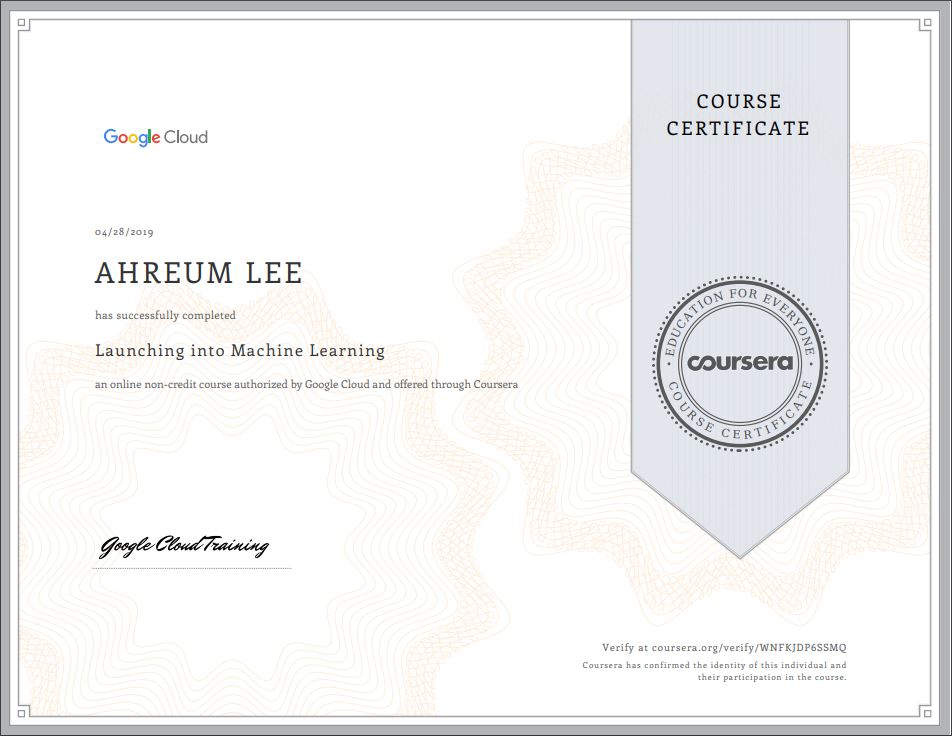 Google Cloud
COURSE
CERTIFICATE
04/28/2019
AHREUM LEE
has successfully completed
Launching into Machine Learning
an online non-credit course authorized by Google Cloud and offered through Coursera
EDUCATION FOR EVERYONE
coursera
COURSE CERTIFICATE
Google Cloud Training
Verify at coursera.org/verify/WNFKJDP6SSMQ
Coursera has confirmed the identity of this individual and
their participation in the course.